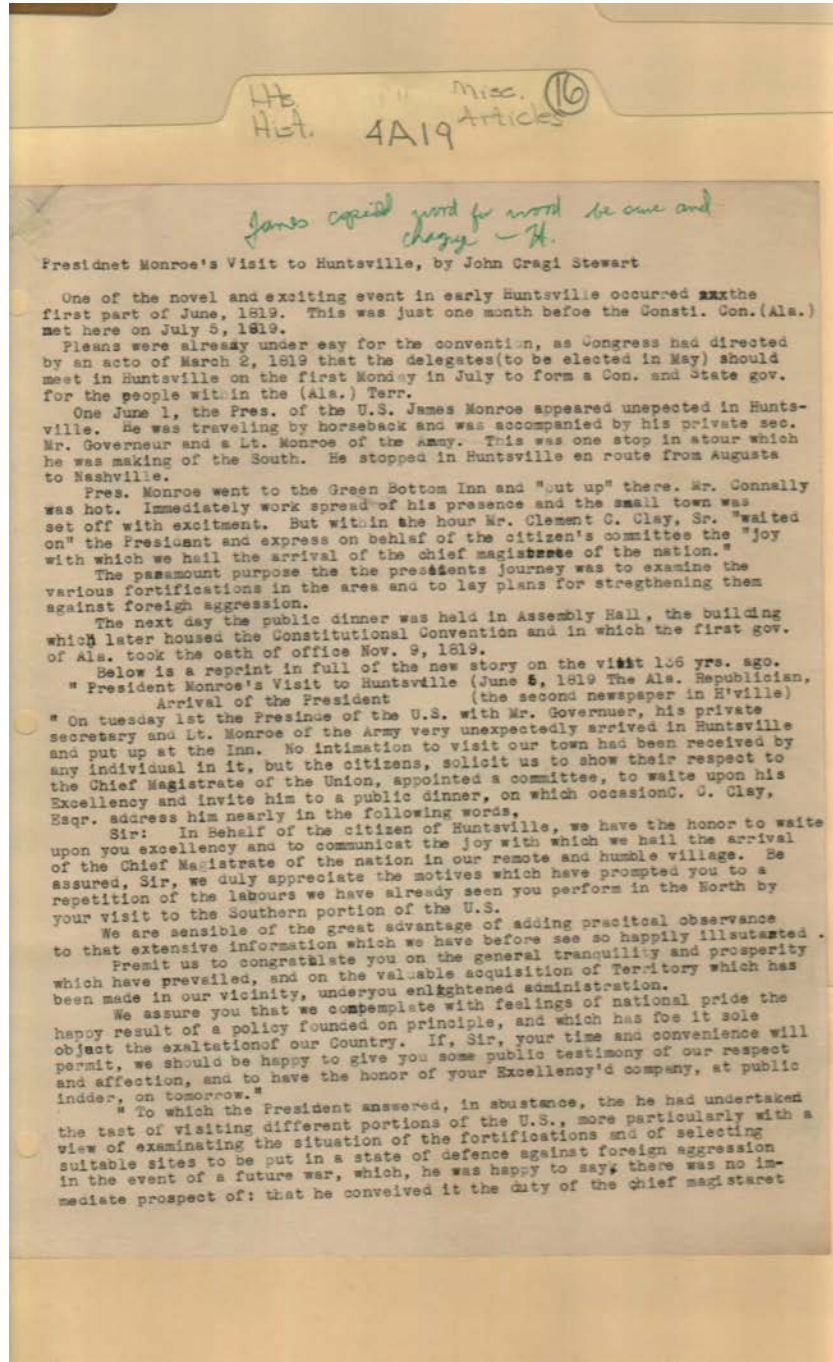 Hts. Misc. 16
Hist. 4A19 Articles
James copied word for word be sure and
change - H.
Presidnet Monroe's Visit to Huntsville, by John Cragi Stewart
One of the novel and exciting event in early Huntsville occurred xxxthe
first part of June, 1819. This was just one month befoe the Consti. Con.(Ala.)
met here on July 5, 1819.
Pleans were already under eay for the convention, as Congress had directed
by an acto of March 2, 1819 that the delegates(to be elected in May) should
meet in Huntsville on the first Monday in July to form a Con. and State gov.
for the people within the (Ala.) Terr.
One June 1, the Pres. of the U.S. James Monroe appeared unepected in Hunts-
ville. He was traveling by horseback and was accompanied by his private sec.
Mr. Governeur and a Lt. Monroe of the Army. This was one stop in atour which
he was making of the South. He stopped in Huntsville en route from Augusta
to Nashville.
Pres. Monroe went to the Green Bottom Inn and "out up" there. Mr. Connally
was hot. Immediately work spread of his presence and the small town was
set off with excitment. But within the hour Mr. Clement C. Clay, Sr. "waited
on" the Presidant and express on behlaf of the citizen's committee the "joy
with which we hail the arrival of the chief magistrate of the nation."
The paramount purpose the the presidents journey was to examine the
various fortifications in the area and to lay plans for stregthening them
against foreigh aggression.
The next day the public dinner was held in Assembly Hall, the building
which later housed the Constitutional Convention and in which the first gov.
of Ala. took the oath of office Nov. 9, 1819.
Below is a reprint in full of the new story on the visit 136 yrs. ago.
" President Monroe's Visit to Huntsville (June 5, 1819 The Ala. Republician,
Arrival of the President (the second newspaper in H'ville)
" On tuesday 1st the Presinde of the U.S. with Mr. Governuer, his private
secretary and Lt. Monroe of the Army very unexpectedly arrived in Huntsville
and put up at the Inn. No intimation to visit our town had been received by
any individual in it, but the citizens, solicit us to show their respect to
the Chief Magistrate of the Union, appointed a committee, to waite upon his
Excellency and invite him to a public dinner, on which occasionC. C. Clay,
Esqr. address him nearly in the following words,
Sir: In Behalf of the citizen of Huntsville, we have the honor to waite
upon you excellency and to communicat the joy with which we hail the arrival
of the Chief Magistrate of the nation in our remote and humble village. Be
assured, Sir, we duly appreciate the motives which have prompted you to a
repetition of the labours we have already seen you perform in the North by
your visit to the Southern portion of the U.S.
We are sensible of the great advantage of adding pracitcal observance
to that extensive information which we have before see so happily illsutasted .
Premit us to congratulate you on the general tranquility and prosperity
which have prevailed, and on the valuable acquisition of Territory which has
been made in our vicinity, underyou enlightened administration.
We assure you that we contemplate with feelings of national pride the
happy result of a policy founded on principle, and which has foe it sole
object the exaltationof our Country. If, Sir, your time and convenience will
permit, we should be happy to give you some public testimony of our respect
and affection, and to have the honor of your Excellency'd company, at public
indder, on tomorrow."
" To which the President answered, in abustance, the he had undertaked
the tast of visiting different portions of the U.S., more particularly with a
view of examinating the situation of the fortifications and of selecting
suitable sites to be put in a state of defence against foreign aggression
in the event of a future war, which, he was happy to say, there was no im-
mediate prospect of: that he conveived it the duty of the chief magistaret